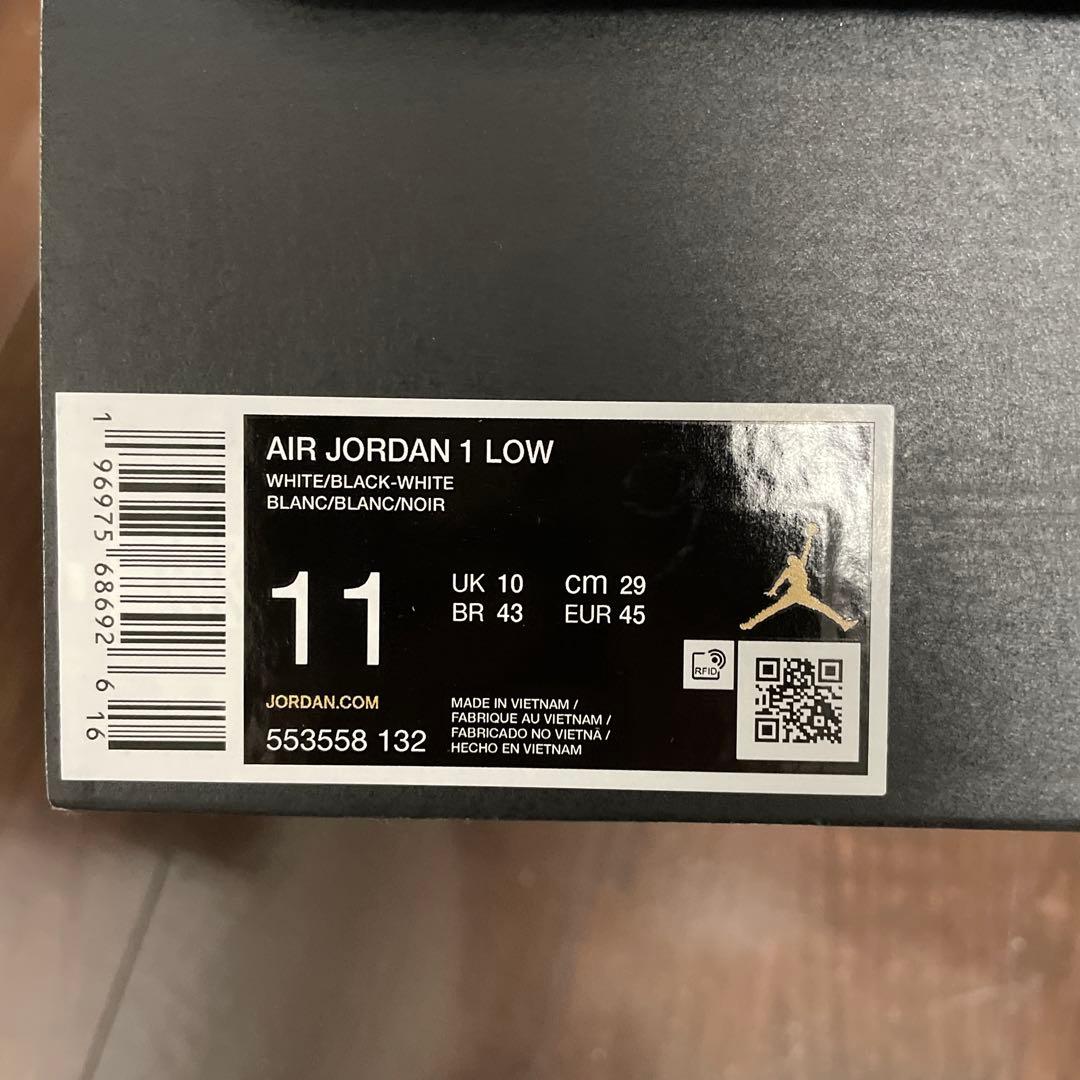 1 96975 68692 6 16
AIR JORDAN 1 LOW
WHITE/BLACK-WHITE
BLANC/BLANC/NOIR
11
UK 10 cm 29
BR 43 EUR 45
RFID
JORDAN.COM
553558 132
MADE IN VIETNAM /
FABRIQUE AU VIETNAM /
FABRICADO NO VIETNÃ /
HECHO EN VIETNAM